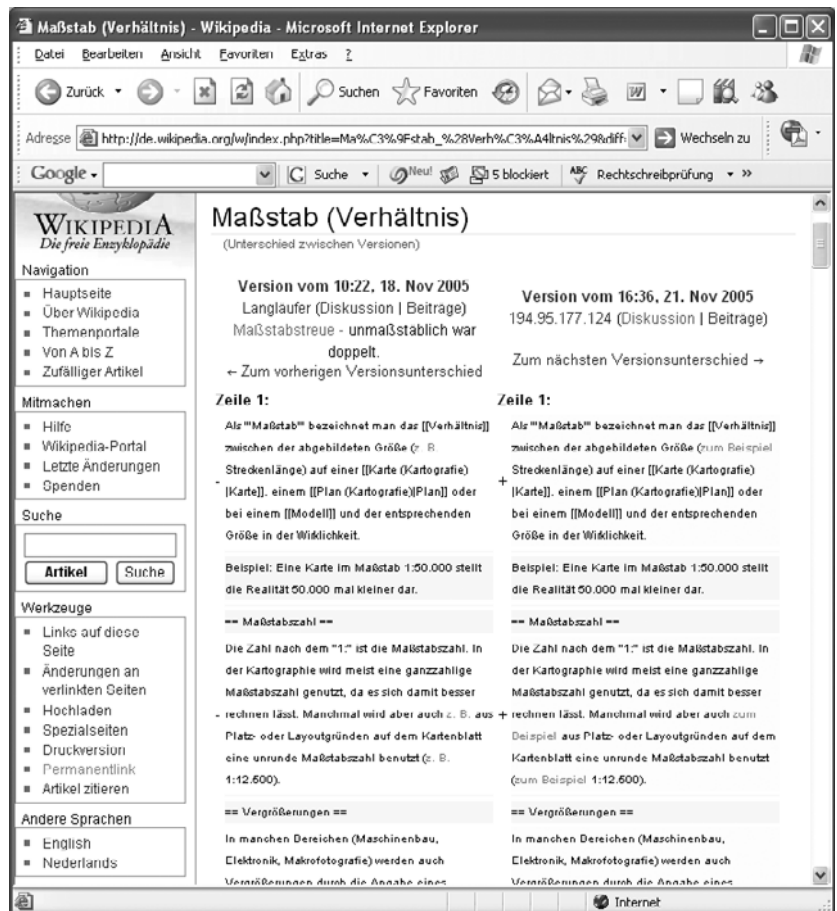 Maßstab (Verhältnis) - Wikipedia - Microsoft Internet Explorer
Datei Bearbeiten Ansicht Favoriten Extras ?
Zurück Suchen Favoriten
Adresse http://de.wikipedia.org/w/index.php?title=Ma%C3%9Fstab_%28Verh%C3%A4ltnis%29&diff= Wechseln zu
Google Suche Neu! 5 blockiert ABC Rechtschreibprüfung »
WIKIPEDIA
Die freie Enzyklopädie
Navigation
Hauptseite
Über Wikipedia
Themenportale
Von A bis Z
Zufälliger Artikel
Mitmachen
Hilfe
Wikipedia-Portal
Letzte Änderungen
Spenden
Suche
Artikel Suche
Werkzeuge
Links auf diese
Seite
Änderungen an
verlinkten Seiten
Hochladen
Spezialseiten
Druckversion
Permanentlink
Artikel zitieren
Andere Sprachen
English
Nederlands
Maßstab (Verhältnis)
(Unterschied zwischen Versionen)
Version vom 10:22, 18. Nov 2005
Langlaufer (Diskussion | Beiträge)
Maßstabstreue - unmaßstablich war
doppelt.
← Zum vorherigen Versionsunterschied
Zeile 1:
Als '''Maßstab''' bezeichnet man das [[Verhältnis]]
zwischen der abgebildeten Größe (z. B.
Streckenlänge) auf einer [[Karte (Kartografie)
- |Karte]]. einem [[Plan (Kartografie)|Plan]] oder
bei einem [[Modell]] und der entsprechenden
Größe in der Wirklichkeit.
Beispiel: Eine Karte im Maßstab 1:50.000 stellt
die Realität 50.000 mal kleiner dar.
== Maßstabszahl ==
Die Zahl nach dem "1:" ist die Maßstabszahl. In
der Kartographie wird meist eine ganzzahlige
Maßstabszahl genutzt, da es sich damit besser
- rechnen lässt. Manchmal wird aber auch z. B. aus
Platz- oder Layoutgründen auf dem Kartenblatt
eine unrunde Maßstabszahl benutzt (z. B.
1:12.500).
== Vergrößerungen ==
In manchen Bereichen (Maschinenbau,
Elektronik, Makrofotografie) werden auch
Vergrößerungen durch die Angabe eines
Version vom 16:36, 21. Nov 2005
194.95.177.124 (Diskussion | Beiträge)
Zum nächsten Versionsunterschied →
Zeile 1:
Als '''Maßstab''' bezeichnet man das [[Verhältnis]]
zwischen der abgebildeten Größe (zum Beispiel
Streckenlänge) auf einer [[Karte (Kartografie)
+ |Karte]]. einem [[Plan (Kartografie)|Plan]] oder
bei einem [[Modell]] und der entsprechenden
Größe in der Wirklichkeit.
Beispiel: Eine Karte im Maßstab 1:50.000 stellt
die Realität 50.000 mal kleiner dar.
== Maßstabszahl ==
Die Zahl nach dem "1:" ist die Maßstabszahl. In
der Kartographie wird meist eine ganzzahlige
Maßstabszahl genutzt, da es sich damit besser
+ rechnen lässt. Manchmal wird aber auch zum
Beispiel aus Platz- oder Layoutgründen auf dem
Kartenblatt eine unrunde Maßstabszahl benutzt
(zum Beispiel 1:12.500).
== Vergrößerungen ==
In manchen Bereichen (Maschinenbau,
Elektronik, Makrofotografie) werden auch
Vergrößerungen durch die Angabe eines
Internet